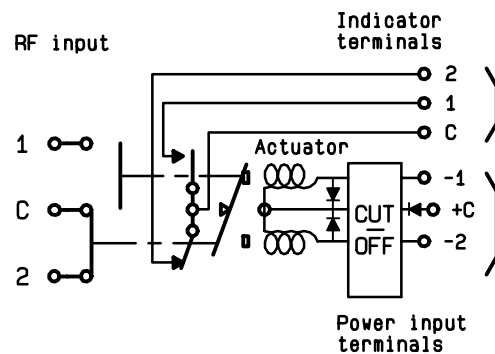 Indicator
terminals
RF input
2
1
C
1
Actuator
-1
C
CUT
+C
OFF
-2
2
Power input
terminals